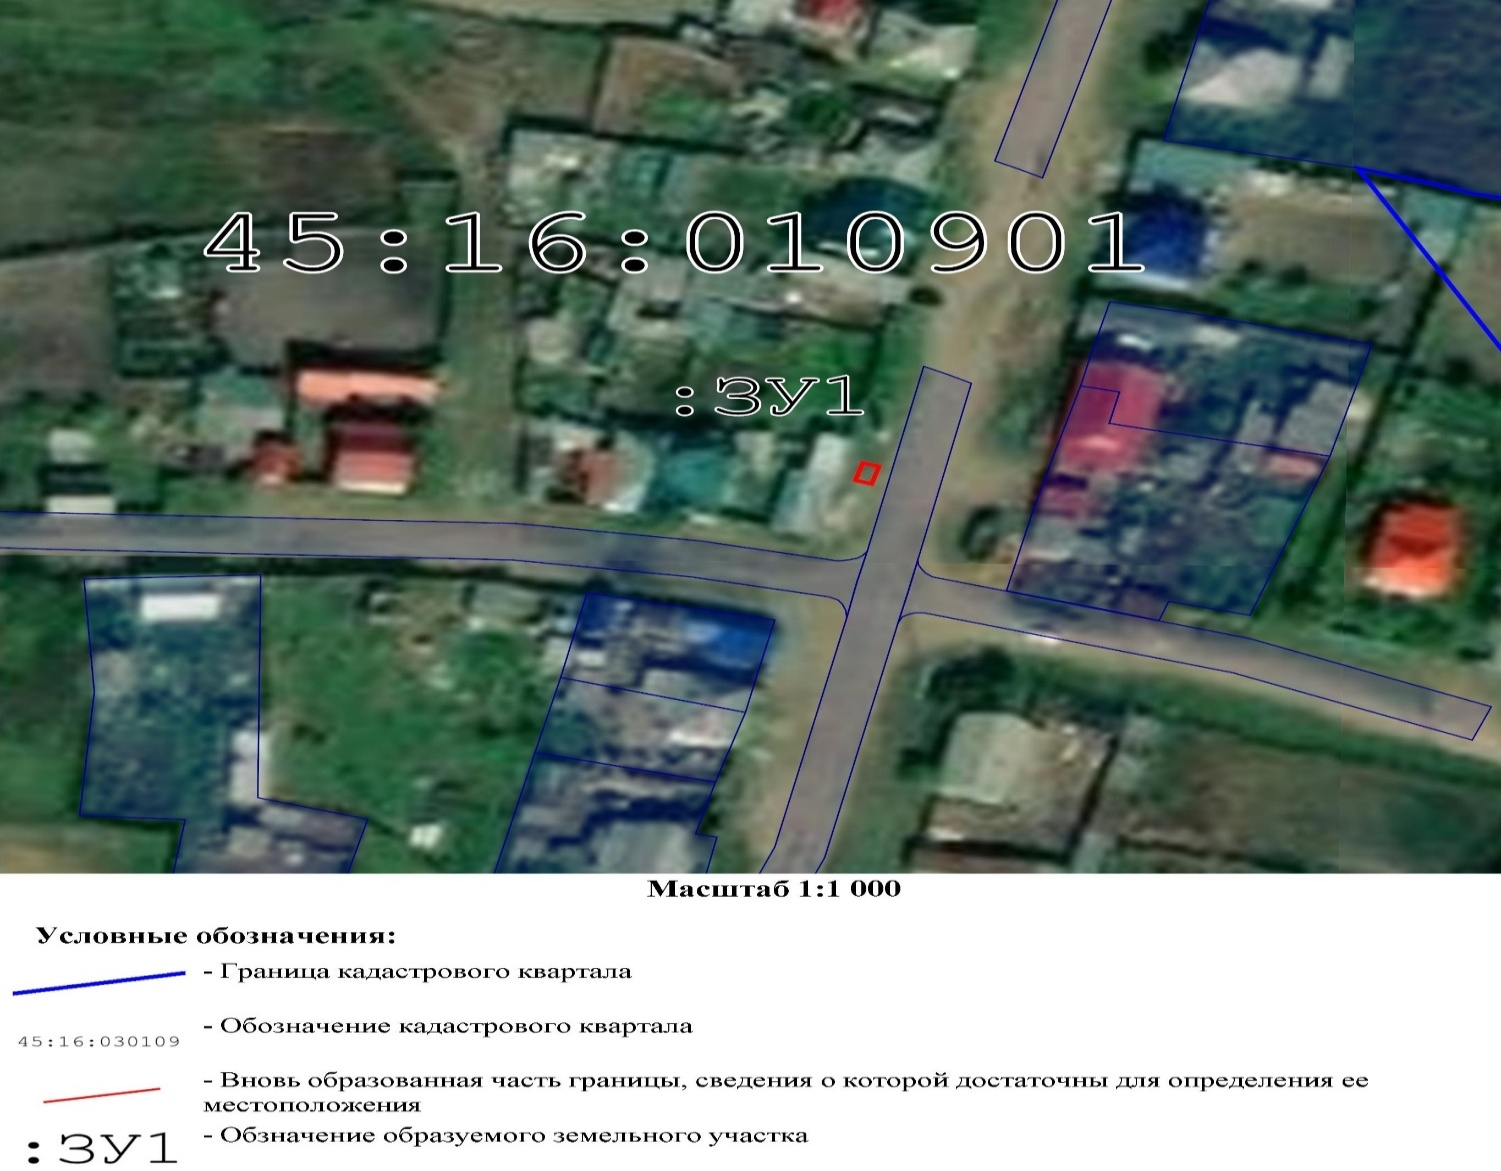 45:16:010901
:ЗУ1
Масштаб 1:1 000
Условные обозначения:
- Граница кадастрового квартала
- Обозначение кадастрового квартала
45:16:030109
- Вновь образованная часть границы, сведения о которой достаточны для определения ее
местоположения
- Обзначение образуемого земельного участка
:ЗУ1